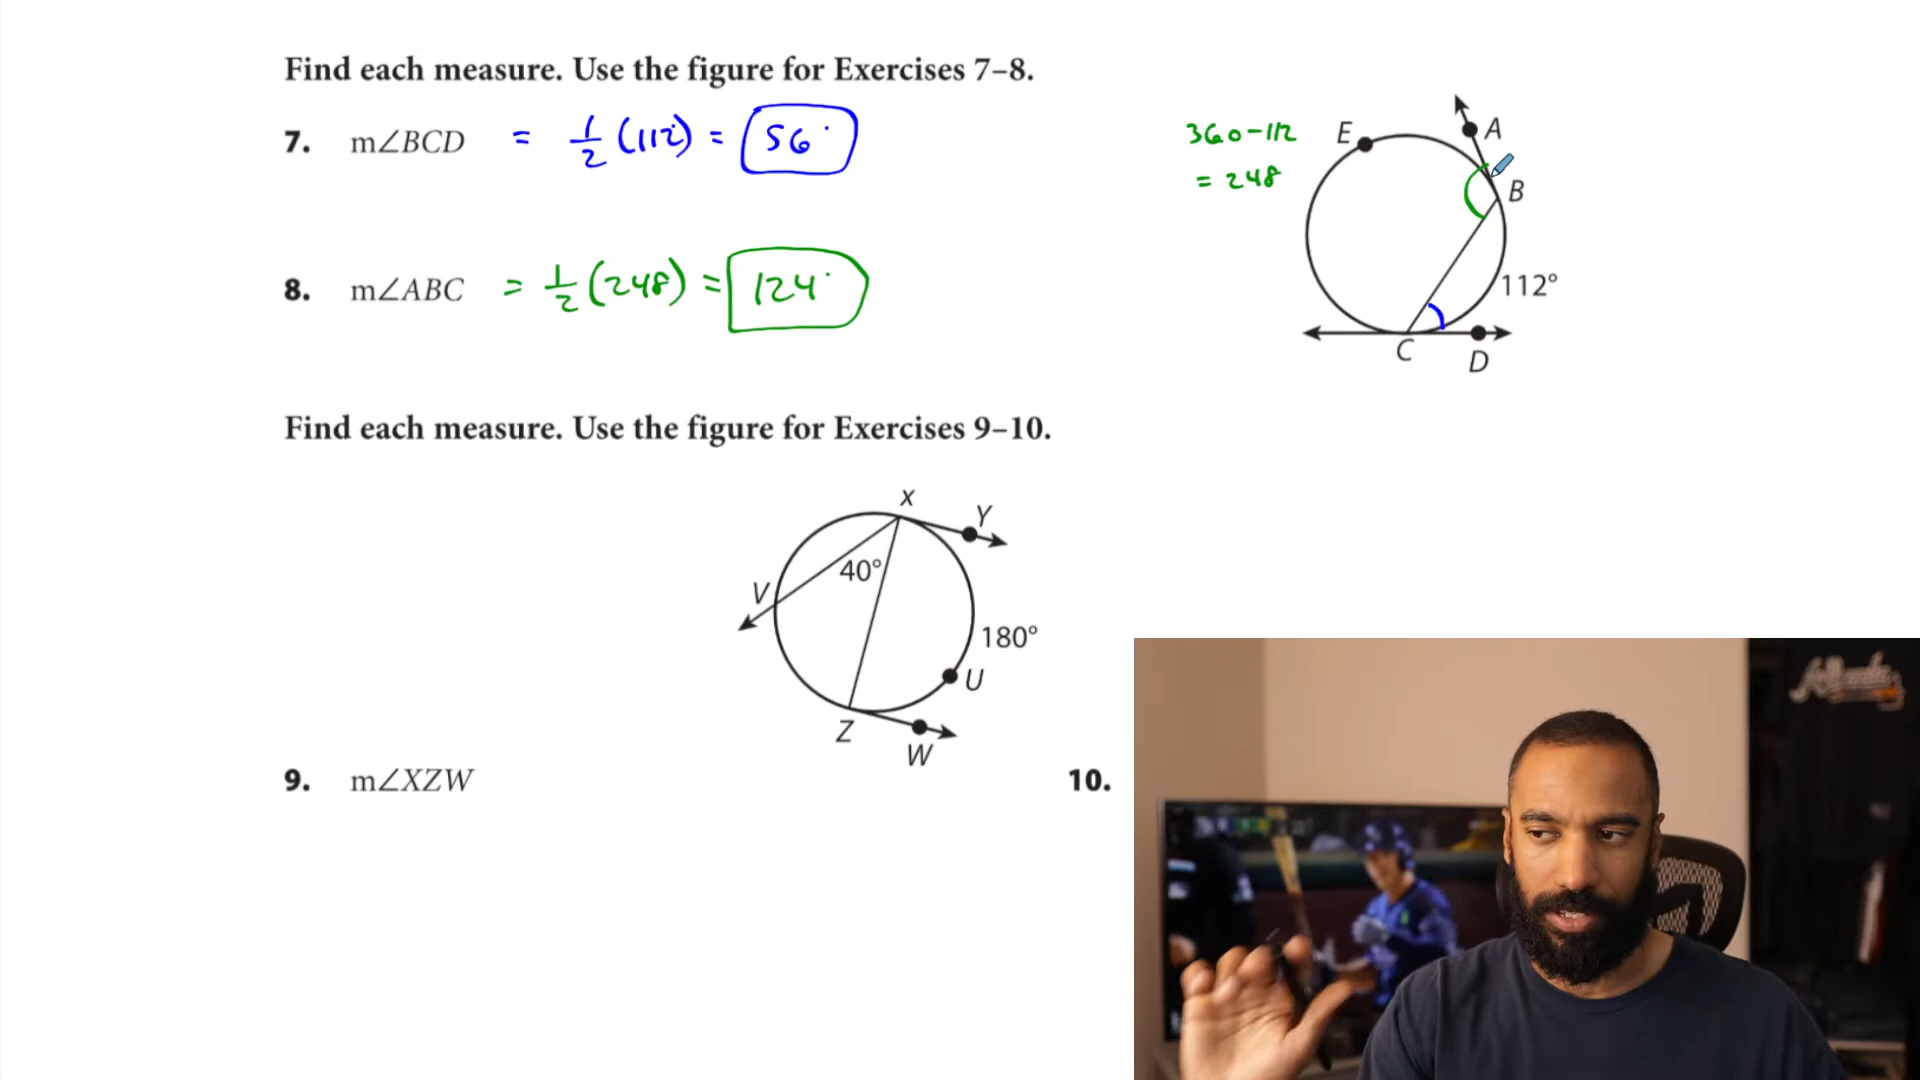 Find each measure. Use the figure for Exercises 7–8.
7. m∠BCD = 1/2 (112°) = 56°
8. m∠ABC = 1/2 (248) = 124°
360-112
= 248
E
A
B
112°
C
D
Find each measure. Use the figure for Exercises 9–10.
X
Y
40°
V
180°
U
Z
W
9. m∠XZW
10.